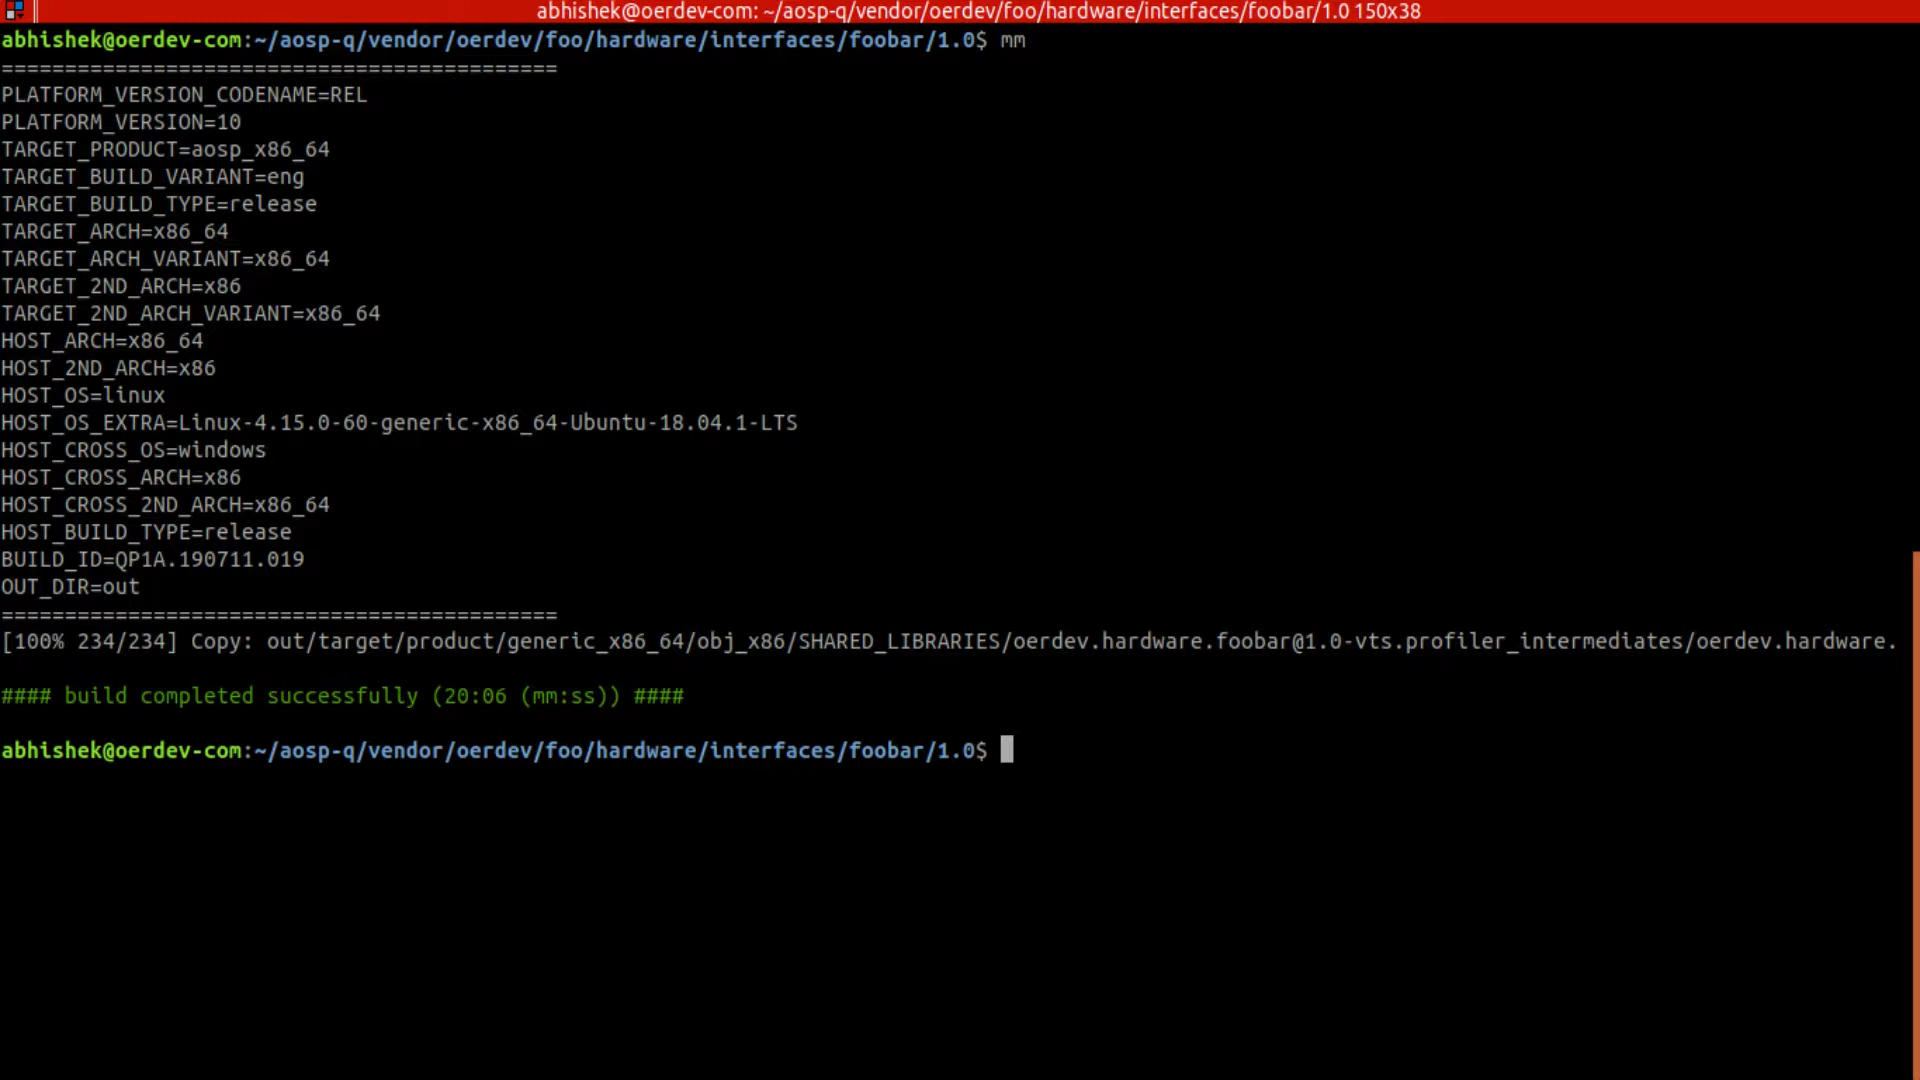 abhishek@oerdev-com: ~/aosp-q/vendor/oerdev/foo/hardware/interfaces/foobar/1.0 150x38
abhishek@oerdev-com:~/aosp-q/vendor/oerdev/foo/hardware/interfaces/foobar/1.0$ mm
============================================
PLATFORM_VERSION_CODENAME=REL
PLATFORM_VERSION=10
TARGET_PRODUCT=aosp_x86_64
TARGET_BUILD_VARIANT=eng
TARGET_BUILD_TYPE=release
TARGET_ARCH=x86_64
TARGET_ARCH_VARIANT=x86_64
TARGET_2ND_ARCH=x86
TARGET_2ND_ARCH_VARIANT=x86_64
HOST_ARCH=x86_64
HOST_2ND_ARCH=x86
HOST_OS=linux
HOST_OS_EXTRA=Linux-4.15.0-60-generic-x86_64-Ubuntu-18.04.1-LTS
HOST_CROSS_OS=windows
HOST_CROSS_ARCH=x86
HOST_CROSS_2ND_ARCH=x86_64
HOST_BUILD_TYPE=release
BUILD_ID=QP1A.190711.019
OUT_DIR=out
============================================
[100% 234/234] Copy: out/target/product/generic_x86_64/obj_x86/SHARED_LIBRARIES/oerdev.hardware.foobar@1.0-vts.profiler_intermediates/oerdev.hardware.
#### build completed successfully (20:06 (mm:ss)) ####
abhishek@oerdev-com:~/aosp-q/vendor/oerdev/foo/hardware/interfaces/foobar/1.0$